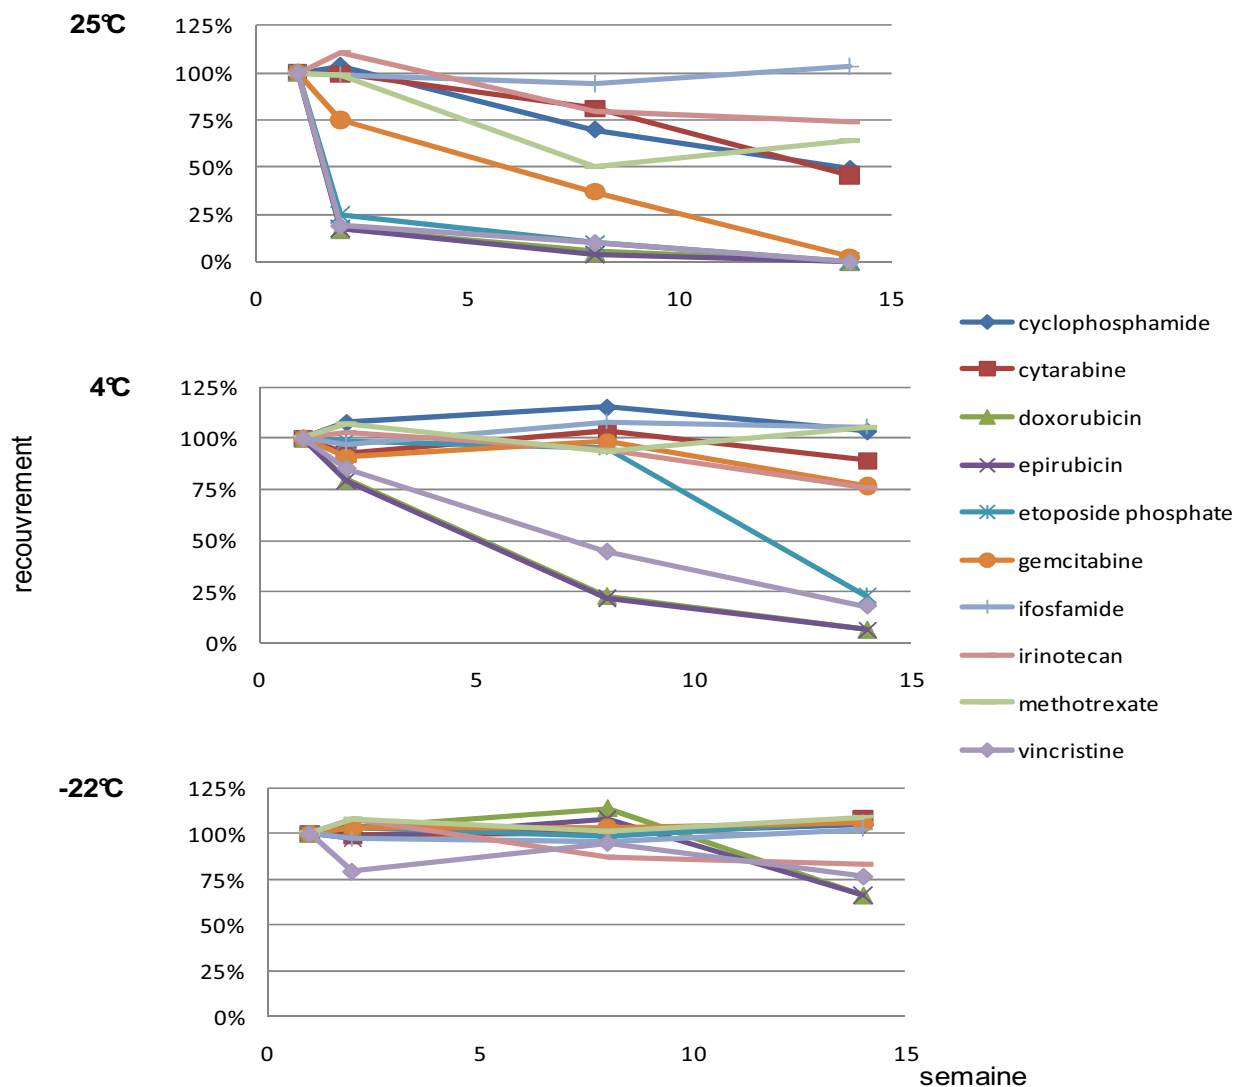 25°C
125%
100%
75%
50%
25%
0%
0 5 10 15
4°C
125%
100%
75%
50%
25%
0%
0 5 10 15
-22°C
125%
100%
75%
50%
25%
0%
0 5 10 15
recouvrement
semaine
cyclophosphamide
cytarabine
doxorubicin
epirubicin
etoposide phosphate
gemcitabine
ifosfamide
irinotecan
methotrexate
vincristine